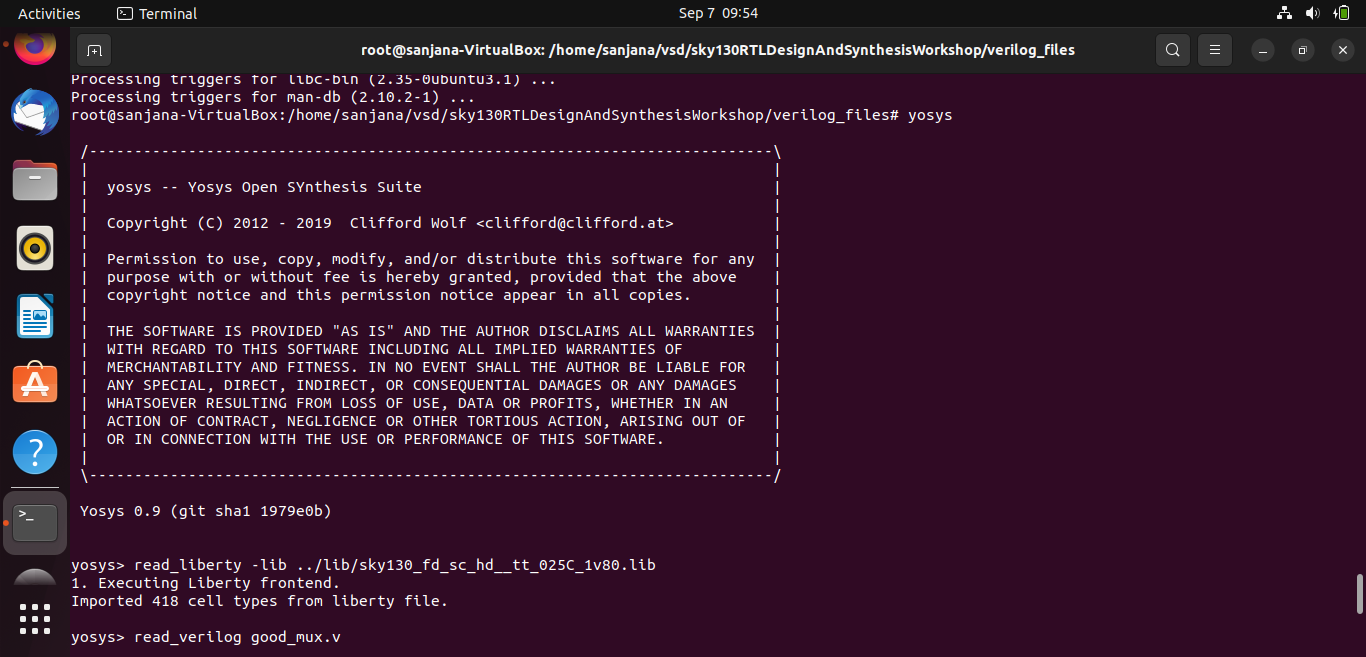 Activities Terminal Sep 7 09:54
root@sanjana-VirtualBox: /home/sanjana/vsd/sky130RTLDesignAndSynthesisWorkshop/verilog_files
Processing triggers for libc-bin (2.35-0ubuntu3.1) ...
Processing triggers for man-db (2.10.2-1) ...
root@sanjana-VirtualBox:/home/sanjana/vsd/sky130RTLDesignAndSynthesisWorkshop/verilog_files# yosys
/----------------------------------------------------------------------------\
| |
| yosys -- Yosys Open SYnthesis Suite |
| |
| Copyright (C) 2012 - 2019  Clifford Wolf <clifford@clifford.at> |
| |
| Permission to use, copy, modify, and/or distribute this software for any |
| purpose with or without fee is hereby granted, provided that the above |
| copyright notice and this permission notice appear in all copies. |
| |
| THE SOFTWARE IS PROVIDED "AS IS" AND THE AUTHOR DISCLAIMS ALL WARRANTIES |
| WITH REGARD TO THIS SOFTWARE INCLUDING ALL IMPLIED WARRANTIES OF |
| MERCHANTABILITY AND FITNESS. IN NO EVENT SHALL THE AUTHOR BE LIABLE FOR |
| ANY SPECIAL, DIRECT, INDIRECT, OR CONSEQUENTIAL DAMAGES OR ANY DAMAGES |
| WHATSOEVER RESULTING FROM LOSS OF USE, DATA OR PROFITS, WHETHER IN AN |
| ACTION OF CONTRACT, NEGLIGENCE OR OTHER TORTIOUS ACTION, ARISING OUT OF |
| OR IN CONNECTION WITH THE USE OR PERFORMANCE OF THIS SOFTWARE. |
| |
\----------------------------------------------------------------------------/
Yosys 0.9 (git sha1 1979e0b)
yosys> read_liberty -lib ../lib/sky130_fd_sc_hd__tt_025C_1v80.lib
1. Executing Liberty frontend.
Imported 418 cell types from liberty file.
yosys> read_verilog good_mux.v